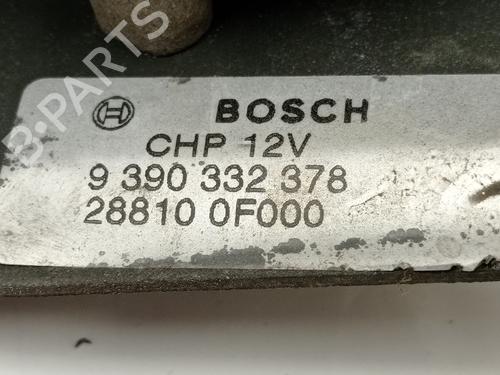 BOSCH
CHP 12V
9 390 332 378
28810 0F000
B-PARTS